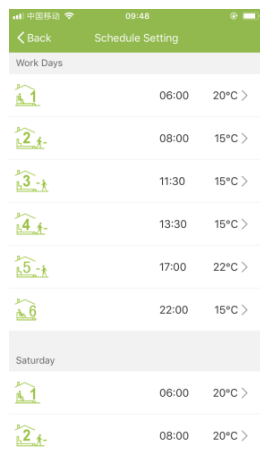 中国移动 09:48
Back Schedule Setting
Work Days
1 06:00 20°C
2 08:00 15°C
3 11:30 15°C
4 13:30 15°C
5 17:00 22°C
6 22:00 15°C
Saturday
1 06:00 20°C
2 08:00 20°C